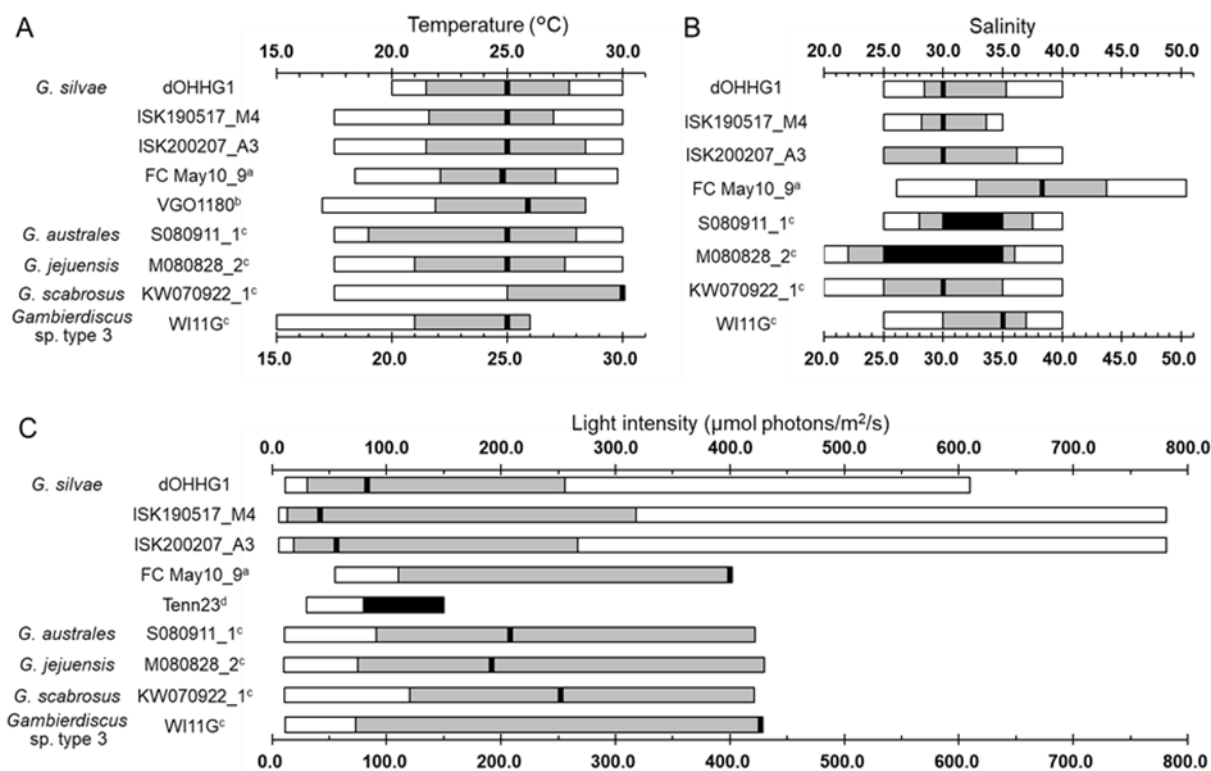 A
Temperature (°C)
15.0 20.0 25.0 30.0
G. silvae dOHHG1
ISK190517_M4
ISK200207_A3
FC May10_9ᵃ
VGO1180ᵇ
G. australes S080911_1ᶜ
G. jejuensis M080828_2ᶜ
G. scabrosus KW070922_1ᶜ
Gambierdiscus
sp. type 3 WI11Gᶜ
15.0 20.0 25.0 30.0
B
Salinity
20.0 25.0 30.0 35.0 40.0 45.0 50.0
dOHHG1
ISK190517_M4
ISK200207_A3
FC May10_9ᵃ
S080911_1ᶜ
M080828_2ᶜ
KW070922_1ᶜ
WI11Gᶜ
20.0 25.0 30.0 35.0 40.0 45.0 50.0
C
Light intensity (μmol photons/m²/s)
0.0 100.0 200.0 300.0 400.0 500.0 600.0 700.0 800.0
G. silvae dOHHG1
ISK190517_M4
ISK200207_A3
FC May10_9ᵃ
Tenn23ᵈ
G. australes S080911_1ᶜ
G. jejuensis M080828_2ᶜ
G. scabrosus KW070922_1ᶜ
Gambierdiscus
sp. type 3 WI11Gᶜ
0.0 100.0 200.0 300.0 400.0 500.0 600.0 700.0 800.0